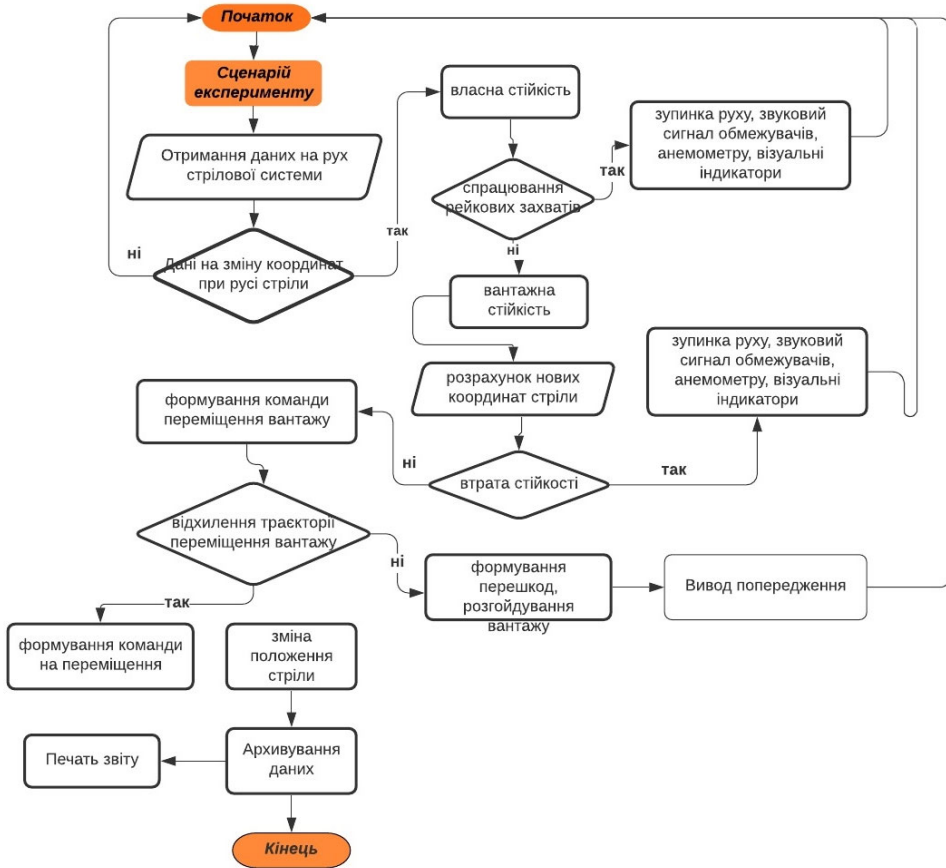 Початок
Сценарій
експерименту
Отримання даних на рух
стрілової системи
ні
Дані на зміну координат
при русі стріли
так
власна стійкість
спрацювання
рейкових захватів
так
зупинка руху, звуковий
сигнал обмежувачів,
анемометру, візуальні
індикатори
ні
вантажна
стійкість
розрахунок нових
координат стріли
втрата стійкості
так
зупинка руху, звуковий
сигнал обмежувачів,
анемометру, візуальні
індикатори
ні
формування команди
переміщення вантажу
відхилення траєкторії
переміщення вантажу
ні
формування
перешкод,
розгойдування
вантажу
Вивод попередження
так
формування команди
на переміщення
зміна
положення
стріли
Архивування
даних
Печать звіту
Кінець